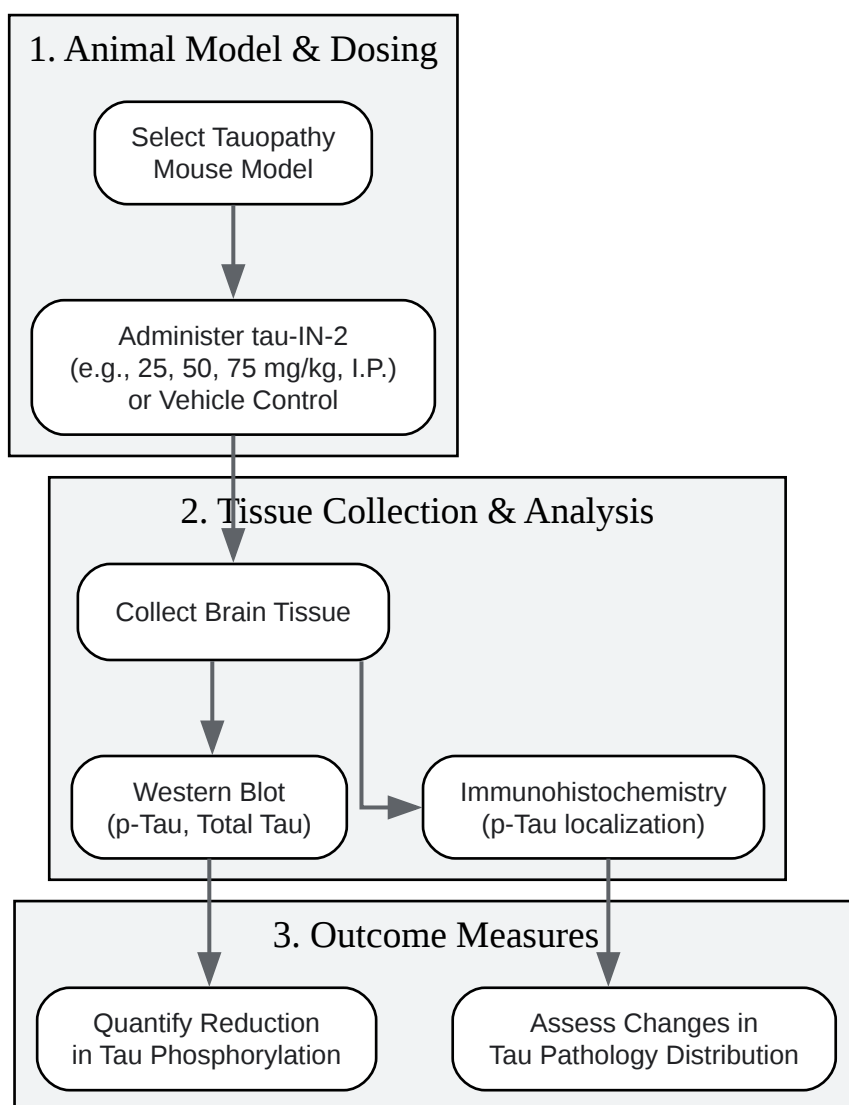 1. Animal Model & Dosing
Select Tauopathy
Mouse Model
Administer tau-IN-2
(e.g., 25, 50, 75 mg/kg, I.P.)
or Vehicle Control
2. Tissue Collection & Analysis
Collect Brain Tissue
Western Blot
(p-Tau, Total Tau)
Immunohistochemistry
(p-Tau localization)
3. Outcome Measures
Quantify Reduction
in Tau Phosphorylation
Assess Changes in
Tau Pathology Distribution